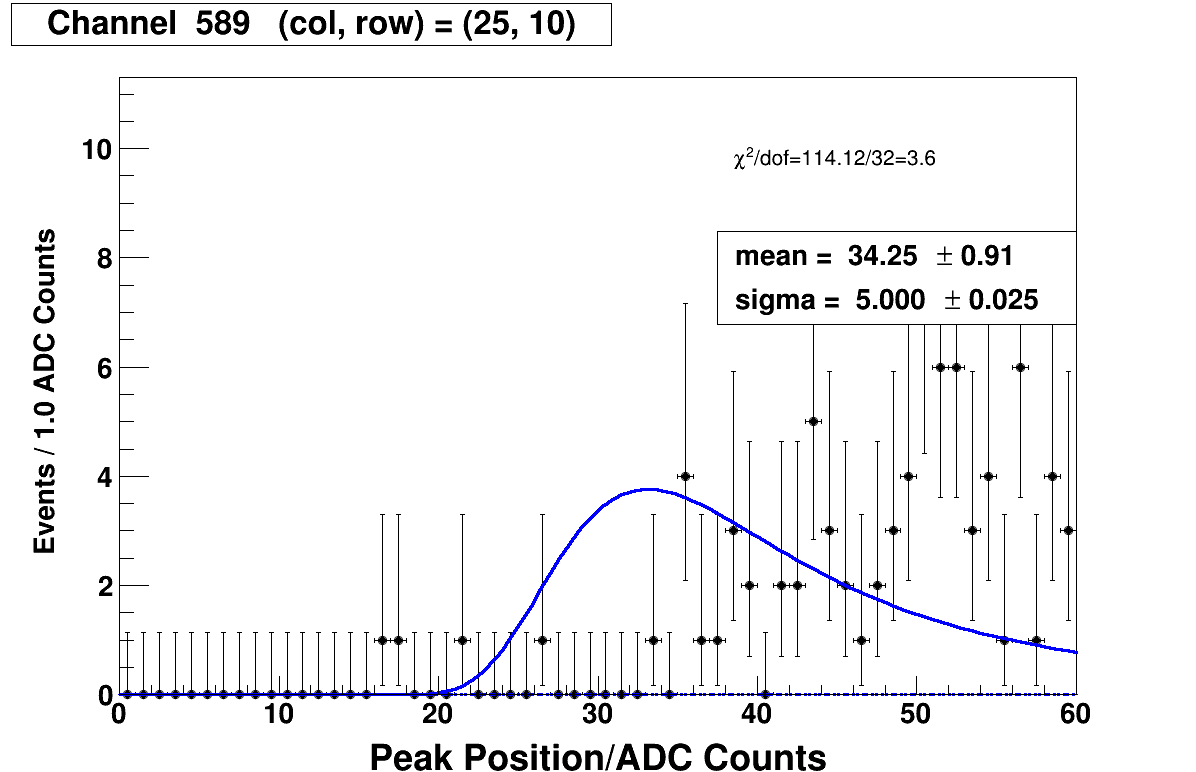 Channel 589 (col, row) = (25, 10)
χ²/dof=114.12/32=3.6
mean = 34.25 ± 0.91
sigma = 5.000 ± 0.025
Events / 1.0 ADC Counts
10
8
6
4
2
0
0 10 20 30 40 50 60
Peak Position/ADC Counts